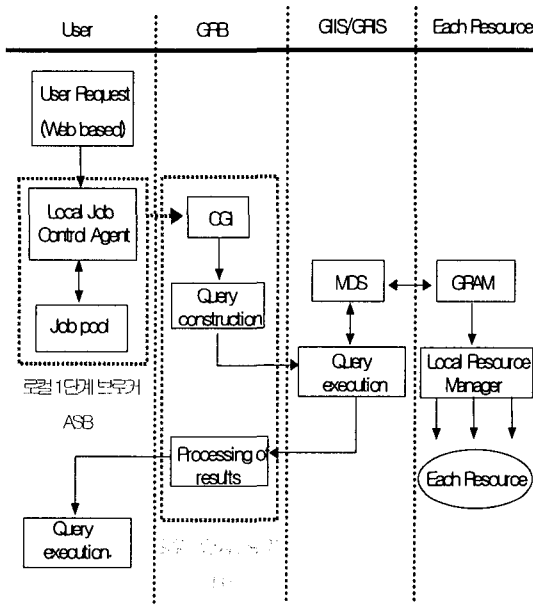 User GRB GIIS/GRIS Each Resource
User Request
(Web based)
Local Job
Control Agent
Job pool
로컬 1단계 브로커
ASB
CGI
Query
construction
Processing of
results
MDS
Query
execution
GRAM
Local Resource
Manager
Each Resource
Query
execution.